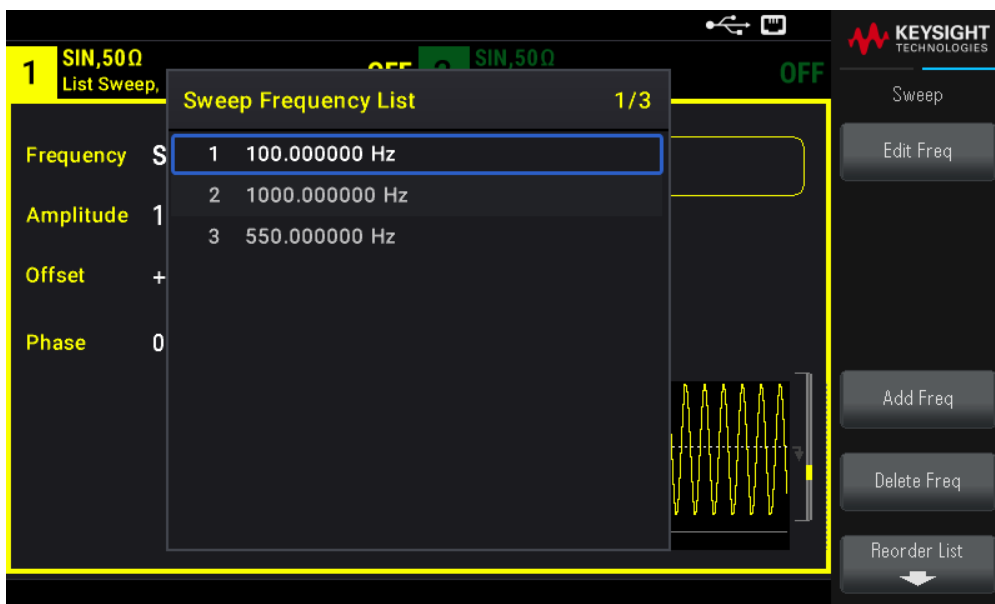 KEYSIGHT
TECHNOLOGIES
1 SIN,50Ω
List Sweep,
SIN,50Ω
OFF
Sweep
Sweep Frequency List 1/3
1 100.000000 Hz
2 1000.000000 Hz
3 550.000000 Hz
Frequency S
Amplitude 1
Offset +
Phase 0
Edit Freq
Add Freq
Delete Freq
Reorder List